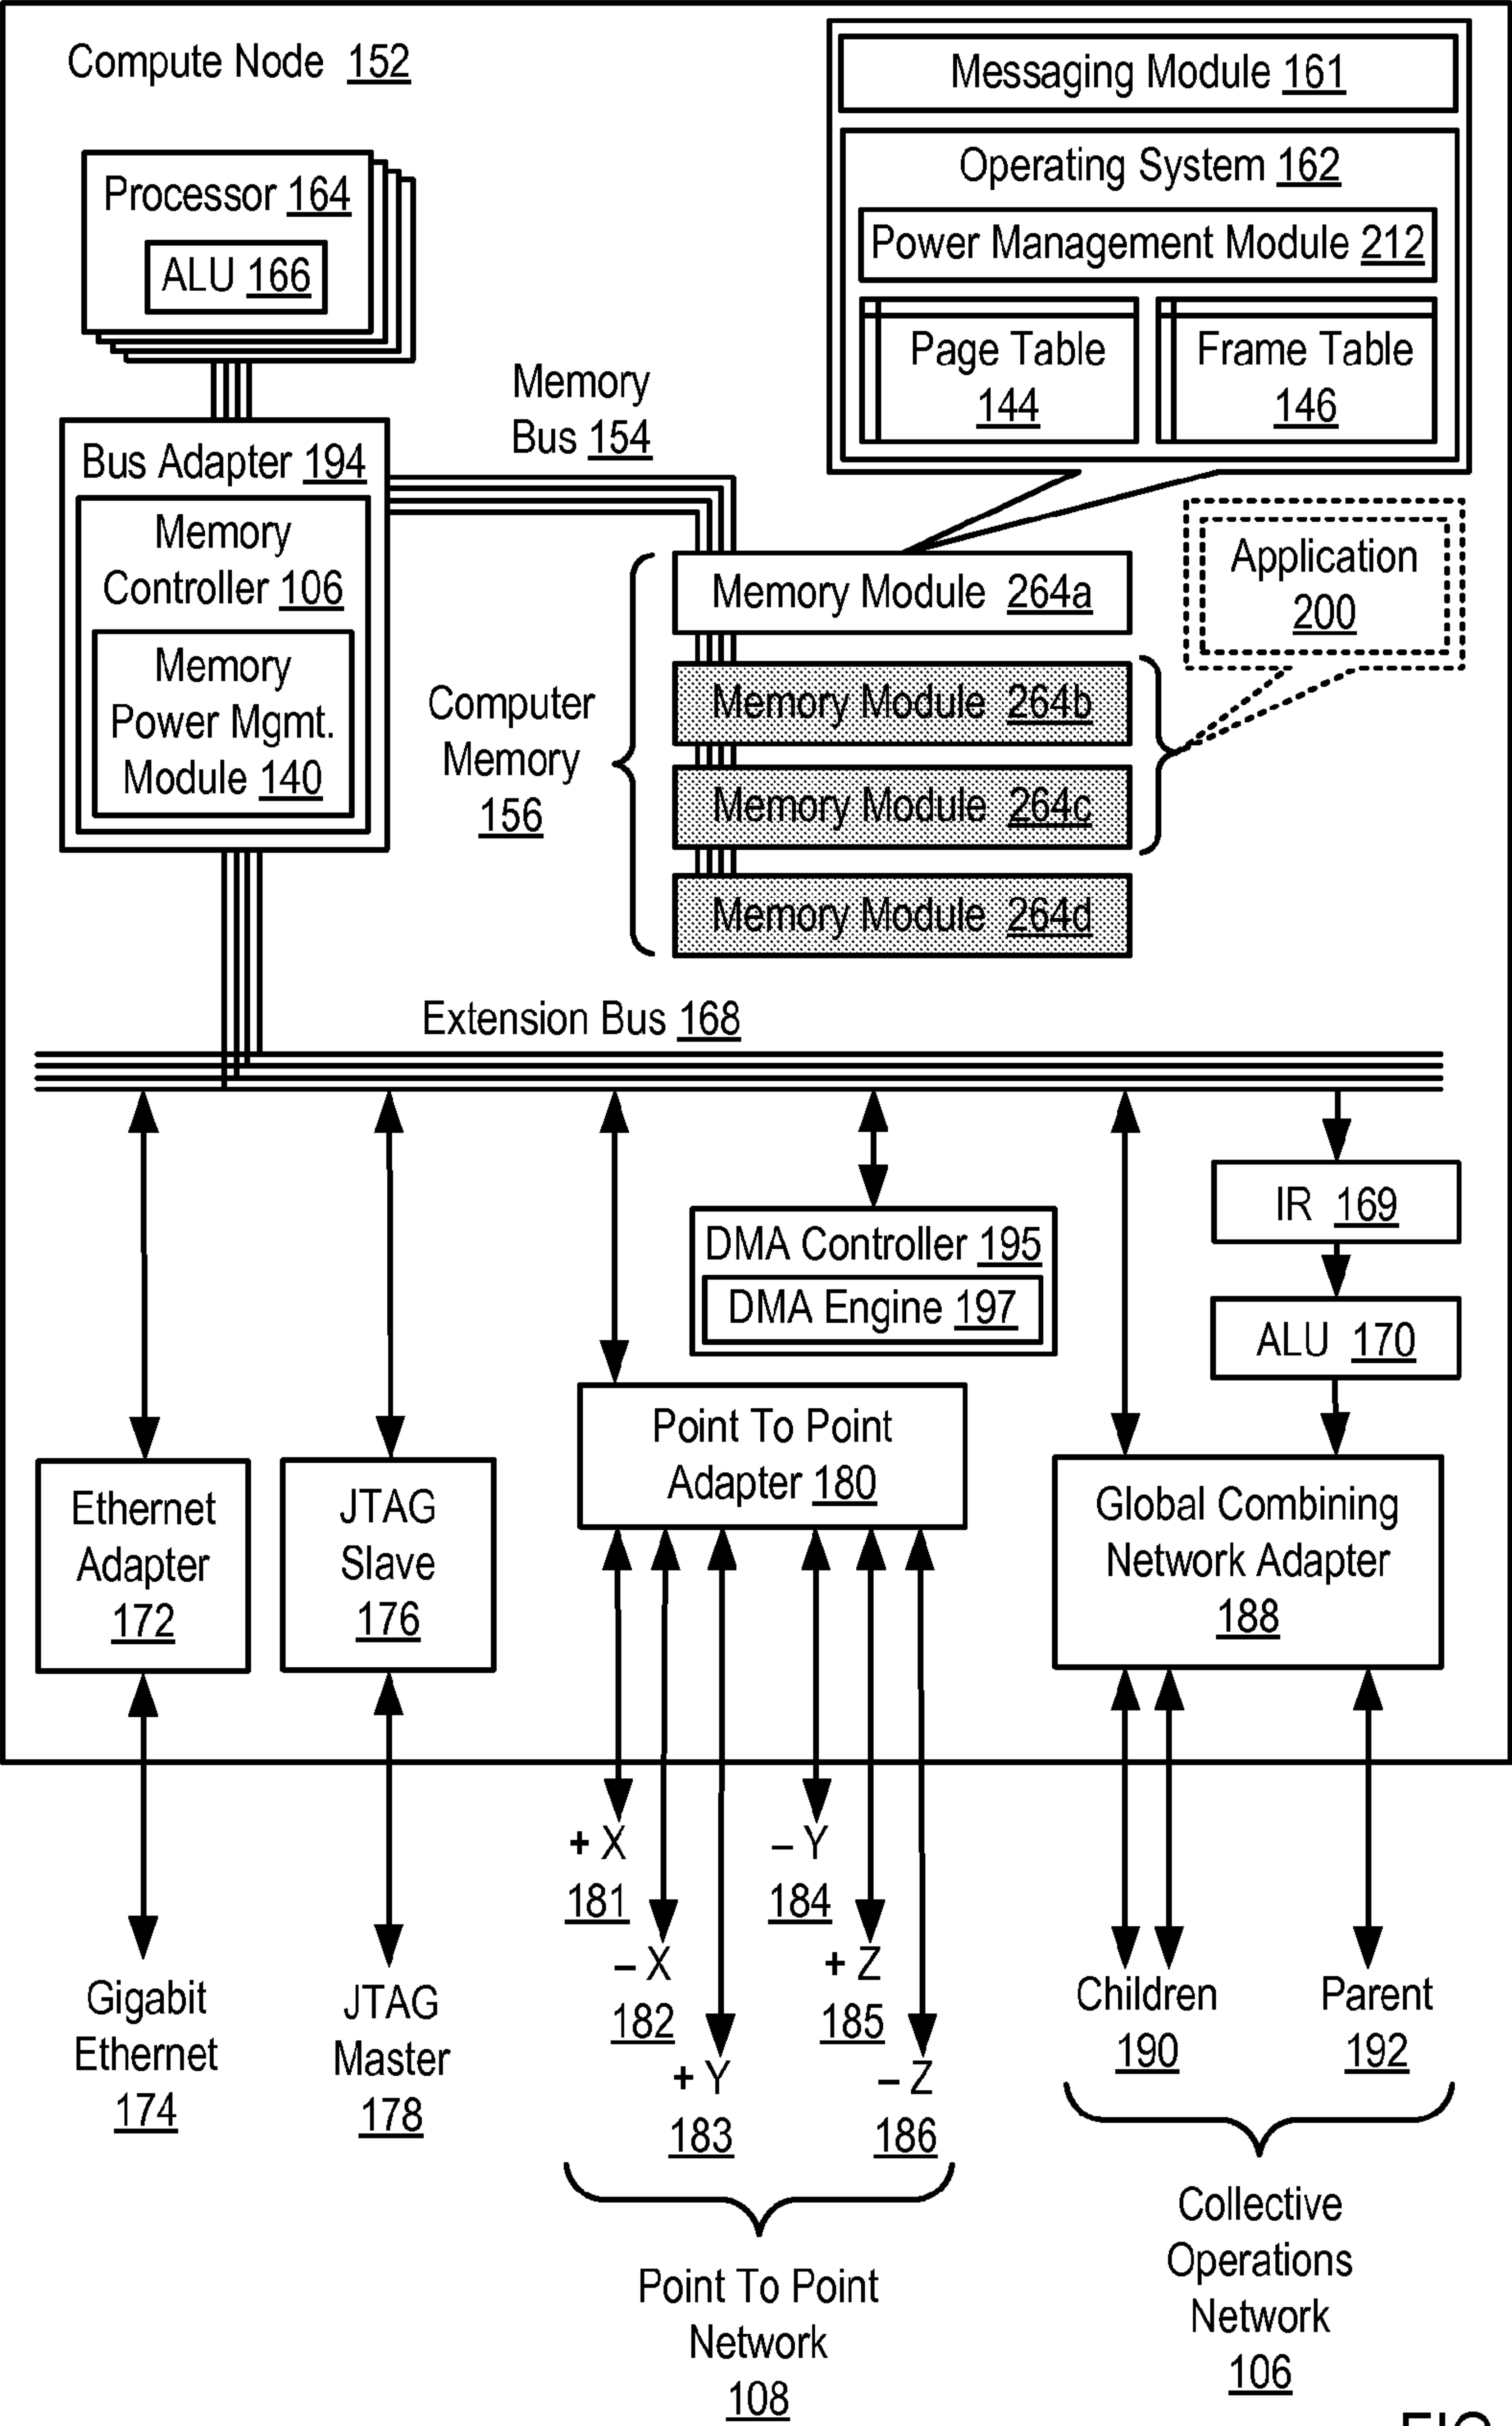 Compute Node 152
Messaging Module 161
Operating System 162
Power Management Module 212
Page Table
144
Frame Table
146
Processor 164
ALU 166
Memory
Bus 154
Bus Adapter 194
Memory
Controller 106
Memory
Power Mgmt.
Module 140
Computer
Memory
156
Memory Module 264a
Memory Module 264b
Memory Module 264c
Memory Module 264d
Application
200
Extension Bus 168
IR 169
ALU 170
DMA Controller 195
DMA Engine 197
Point To Point
Adapter 180
Ethernet
Adapter
172
JTAG
Slave
176
Global Combining
Network Adapter
188
+ X
181
– X
182
+ Y
183
– Y
184
+ Z
185
– Z
186
Gigabit
Ethernet
174
JTAG
Master
178
Children
190
Parent
192
Point To Point
Network
108
Collective
Operations
Network
106